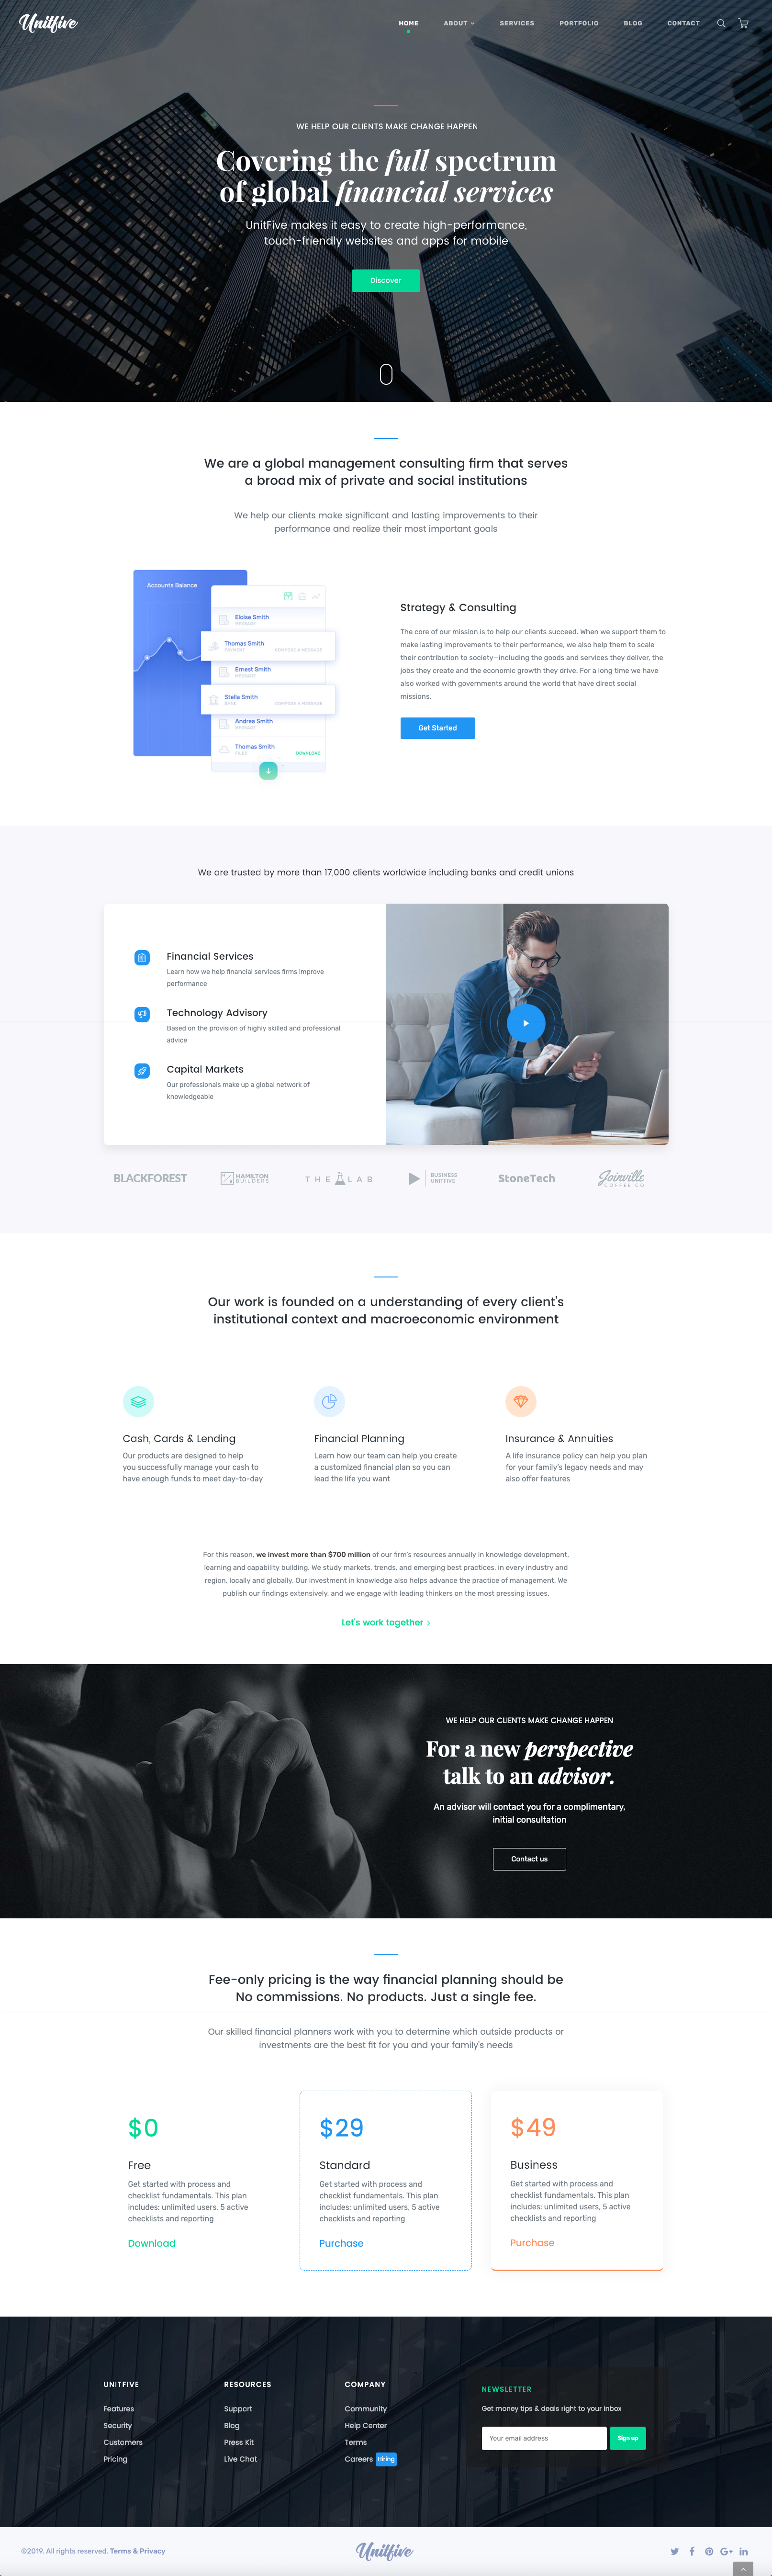 Unitfive
HOME ABOUT SERVICES PORTFOLIO BLOG CONTACT
WE HELP OUR CLIENTS MAKE CHANGE HAPPEN
Covering the full spectrum
of global financial services
UnitFive makes it easy to create high-performance,
touch-friendly websites and apps for mobile
Discover
We are a global management consulting firm that serves
a broad mix of private and social institutions
We help our clients make significant and lasting improvements to their
performance and realize their most important goals
Accounts Balance
Eloise Smith
MESSAGE
Thomas Smith
PAYMENT COMPOSE A MESSAGE
Ernest Smith
MESSAGE
Stella Smith
BANK COMPOSE A MESSAGE
Andrea Smith
MESSAGE
Thomas Smith
FILES DOWNLOAD
Strategy & Consulting
The core of our mission is to help our clients succeed. When we support them to
make lasting improvements to their performance, we also help them to scale
their contribution to society—including the goods and services they deliver, the
jobs they create and the economic growth they drive. For a long time we have
also worked with governments around the world that have direct social
missions.
Get Started
We are trusted by more than 17,000 clients worldwide including banks and credit unions
Financial Services
Learn how we help financial services firms improve
performance
Technology Advisory
Based on the provision of highly skilled and professional
advice
Capital Markets
Our professionals make up a global network of
knowledgeable
BLACKFOREST
HAMILTON
BUILDERS
THE LAB
BUSINESS
UNITFIVE
StoneTech
Joinville
COFFEE CO
Our work is founded on a understanding of every client's
institutional context and macroeconomic environment
Cash, Cards & Lending
Our products are designed to help
you successfully manage your cash to
have enough funds to meet day-to-day
Financial Planning
Learn how our team can help you create
a customized financial plan so you can
lead the life you want
Insurance & Annuities
A life insurance policy can help you plan
for your family's legacy needs and may
also offer features
For this reason, we invest more than $700 million of our firm's resources annually in knowledge development,
learning and capability building. We study markets, trends, and emerging best practices, in every industry and
region, locally and globally. Our investment in knowledge also helps advance the practice of management. We
publish our findings extensively, and we engage with leading thinkers on the most pressing issues.
Let's work together
WE HELP OUR CLIENTS MAKE CHANGE HAPPEN
For a new perspective
talk to an advisor.
An advisor will contact you for a complimentary,
initial consultation
Contact us
Fee-only pricing is the way financial planning should be
No commissions. No products. Just a single fee.
Our skilled financial planners work with you to determine which outside products or
investments are the best fit for you and your family's needs
$0
Free
Get started with process and
checklist fundamentals. This plan
includes: unlimited users, 5 active
checklists and reporting
Download
$29
Standard
Get started with process and
checklist fundamentals. This plan
includes: unlimited users, 5 active
checklists and reporting
Purchase
$49
Business
Get started with process and
checklist fundamentals. This plan
includes: unlimited users, 5 active
checklists and reporting
Purchase
UNITFIVE
Features
Security
Customers
Pricing
RESOURCES
Support
Blog
Press Kit
Live Chat
COMPANY
Community
Help Center
Terms
Careers Hiring
NEWSLETTER
Get money tips & deals right to your inbox
Your email address Sign up
©2019. All rights reserved. Terms & Privacy
Unitfive